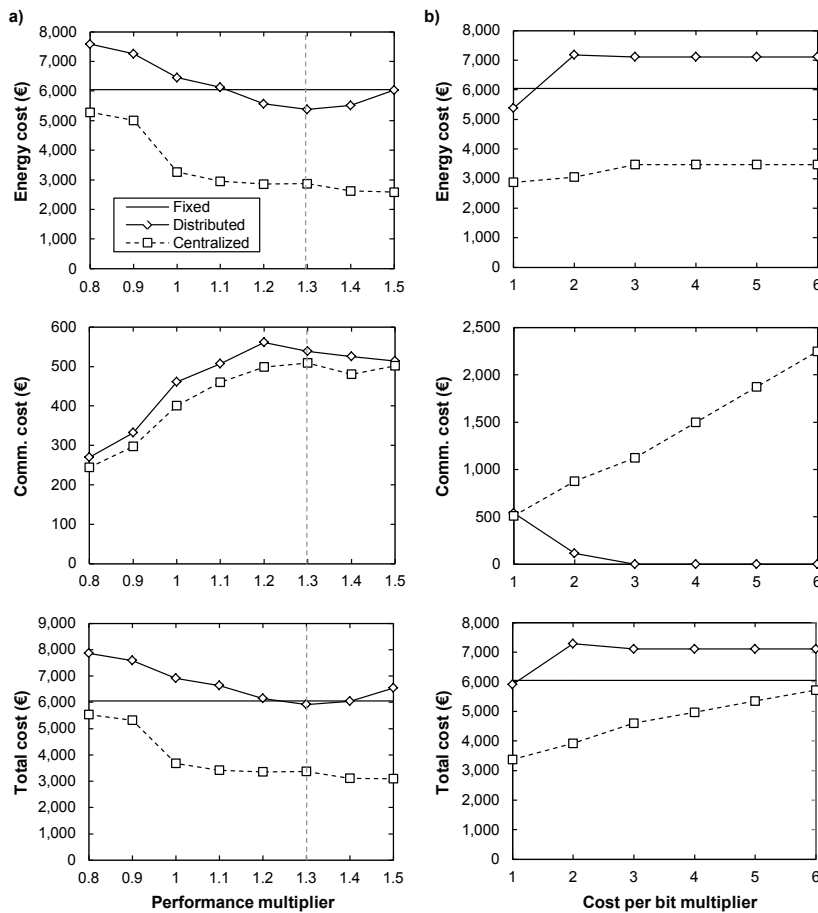 a)
8,000
7,000
6,000
5,000
4,000
3,000
2,000
1,000
0
Energy cost (€)
Fixed
Distributed
Centralized
0.8 0.9 1 1.1 1.2 1.3 1.4 1.5
b)
8,000
7,000
6,000
5,000
4,000
3,000
2,000
1,000
0
Energy cost (€)
1 2 3 4 5 6
600
500
400
300
200
100
0
Comm. cost (€)
0.8 0.9 1 1.1 1.2 1.3 1.4 1.5
2,500
2,000
1,500
1,000
500
0
Comm. cost (€)
1 2 3 4 5 6
9,000
8,000
7,000
6,000
5,000
4,000
3,000
2,000
1,000
0
Total cost (€)
0.8 0.9 1 1.1 1.2 1.3 1.4 1.5
Performance multiplier
8,000
7,000
6,000
5,000
4,000
3,000
2,000
1,000
0
Total cost (€)
1 2 3 4 5 6
Cost per bit multiplier